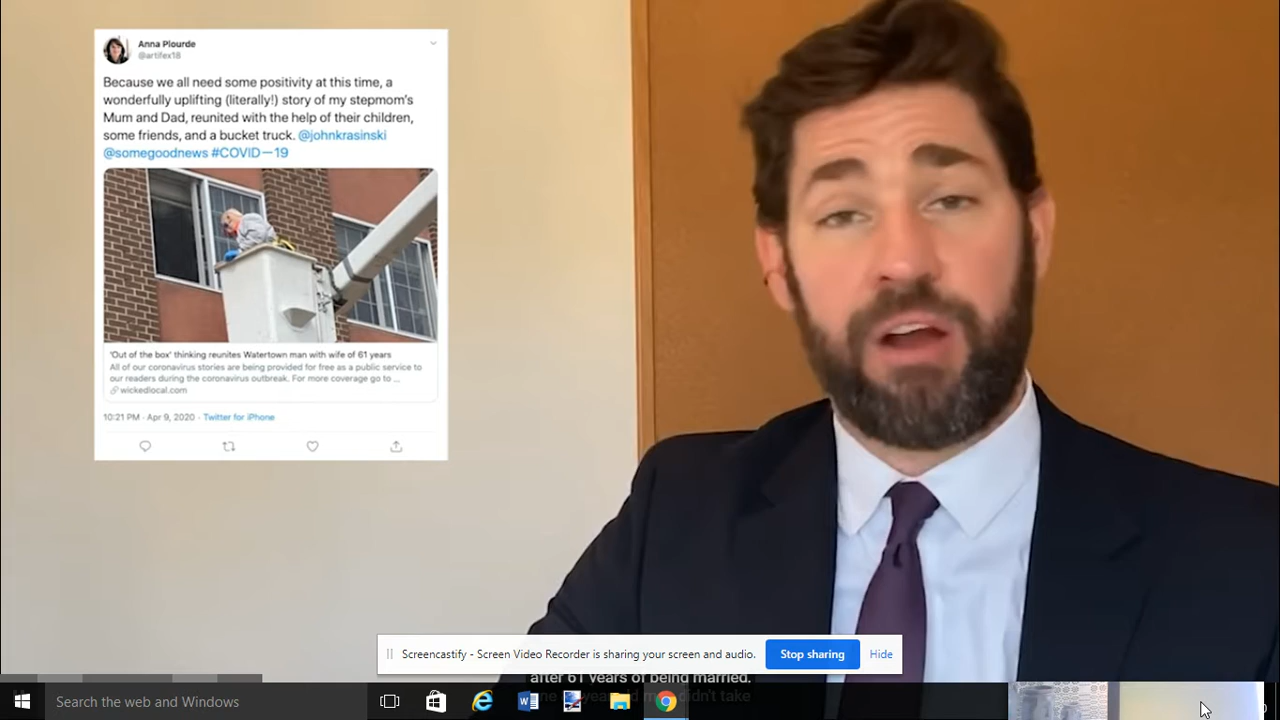 Anna Plourde
@artifex18
Because we all need some positivity at this time, a
wonderfully uplifting (literally!) story of my stepmom's
Mum and Dad, reunited with the help of their children,
some friends, and a bucket truck. @johnkrasinski
@somegoodnews #COVID—19
'Out of the box' thinking reunites Watertown man with wife of 61 years
All of our coronavirus stories are being provided for free as a public service to
our readers during the coronavirus outbreak. For more coverage go to ...
wickedlocal.com
10:21 PM · Apr 9, 2020 · Twitter for iPhone
Screencastify - Screen Video Recorder is sharing your screen and audio.
Stop sharing
Hide
after 61 years of being married.
didn't take
Search the web and Windows